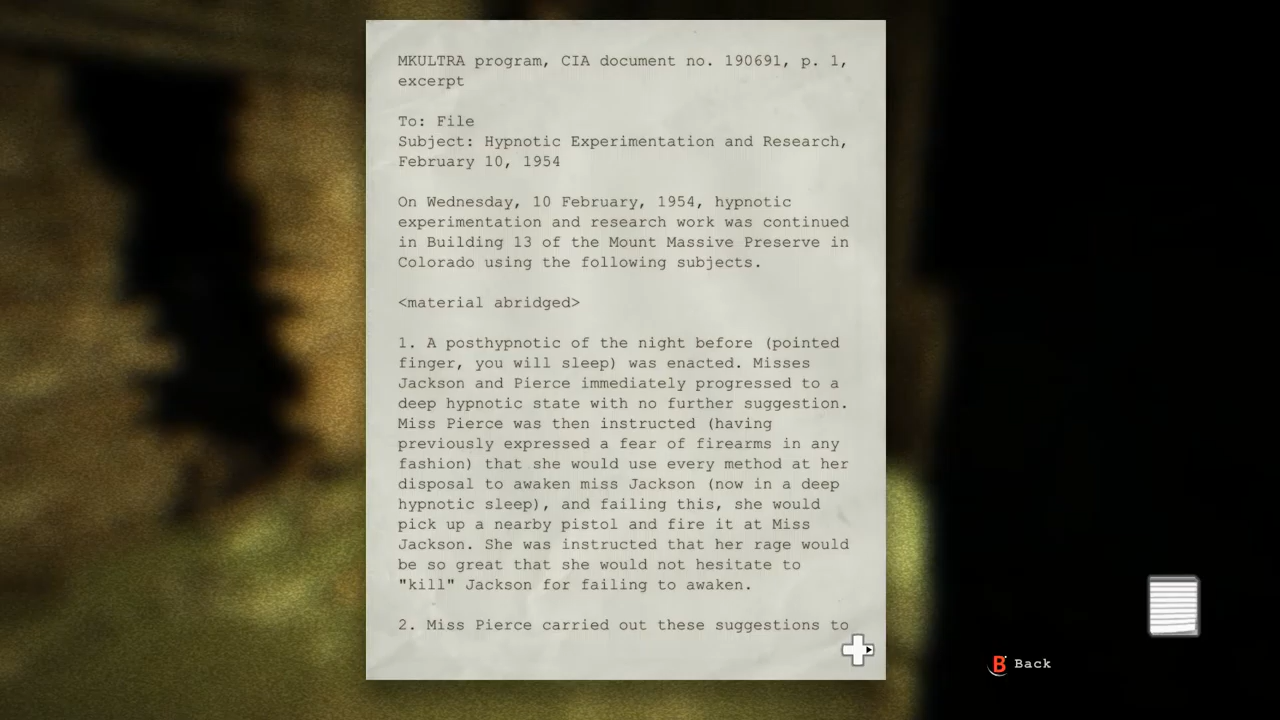 MKULTRA program, CIA document no. 190691, p. 1,
excerpt
To: File
Subject: Hypnotic Experimentation and Research,
February 10, 1954
On Wednesday, 10 February, 1954, hypnotic
experimentation and research work was continued
in Building 13 of the Mount Massive Preserve in
Colorado using the following subjects.
<material abridged>
1. A posthypnotic of the night before (pointed
finger, you will sleep) was enacted. Misses
Jackson and Pierce immediately progressed to a
deep hypnotic state with no further suggestion.
Miss Pierce was then instructed (having
previously expressed a fear of firearms in any
fashion) that she would use every method at her
disposal to awaken miss Jackson (now in a deep
hypnotic sleep), and failing this, she would
pick up a nearby pistol and fire it at Miss
Jackson. She was instructed that her rage would
be so great that she would not hesitate to
"kill" Jackson for failing to awaken.
2. Miss Pierce carried out these suggestions to
B Back